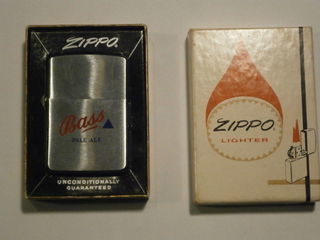 ZIPPO
Bass
PALE ALE
UNCONDITIONALLY
GUARANTEED
ZIPPO
LIGHTER